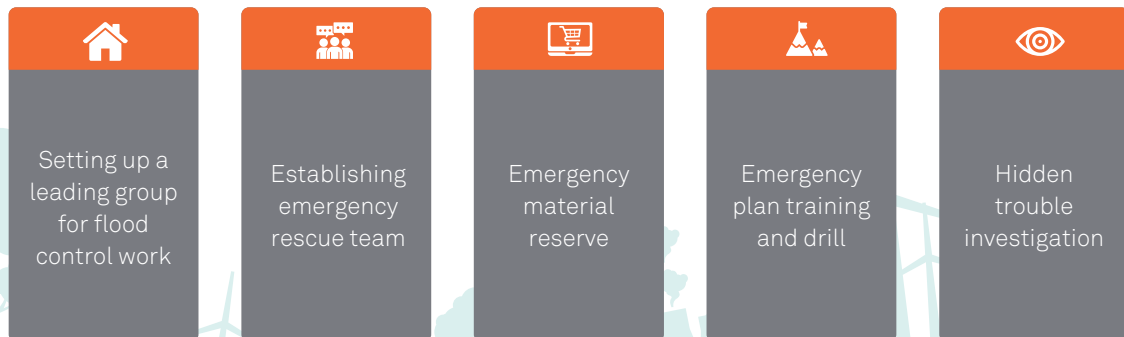 Setting up a
leading group
for flood
control work
Establishing
emergency
rescue team
Emergency
material
reserve
Emergency
plan training
and drill
Hidden
trouble
investigation